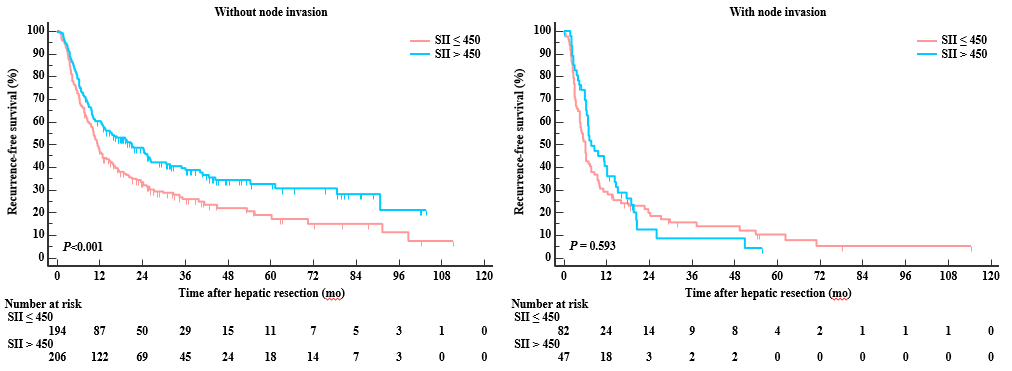 Without node invasion
Recurrence-free survival (%)
100
90
80
70
60
50
40
30
20
10
0
SII ≤ 450
SII > 450
P<0.001
0 12 24 36 48 60 72 84 96 108 120
Time after hepatic resection (mo)
Number at risk
SII ≤ 450
194 87 50 29 15 11 7 5 3 1 0
SII > 450
206 122 69 45 24 18 14 7 3 0 0
With node invasion
Recurrence-free survival (%)
100
90
80
70
60
50
40
30
20
10
0
SII ≤ 450
SII > 450
P = 0.593
0 12 24 36 48 60 72 84 96 108 120
Time after hepatic resection (mo)
Number at risk
SII ≤ 450
82 24 14 9 8 4 2 1 1 1 0
SII > 450
47 18 3 2 2 0 0 0 0 0 0